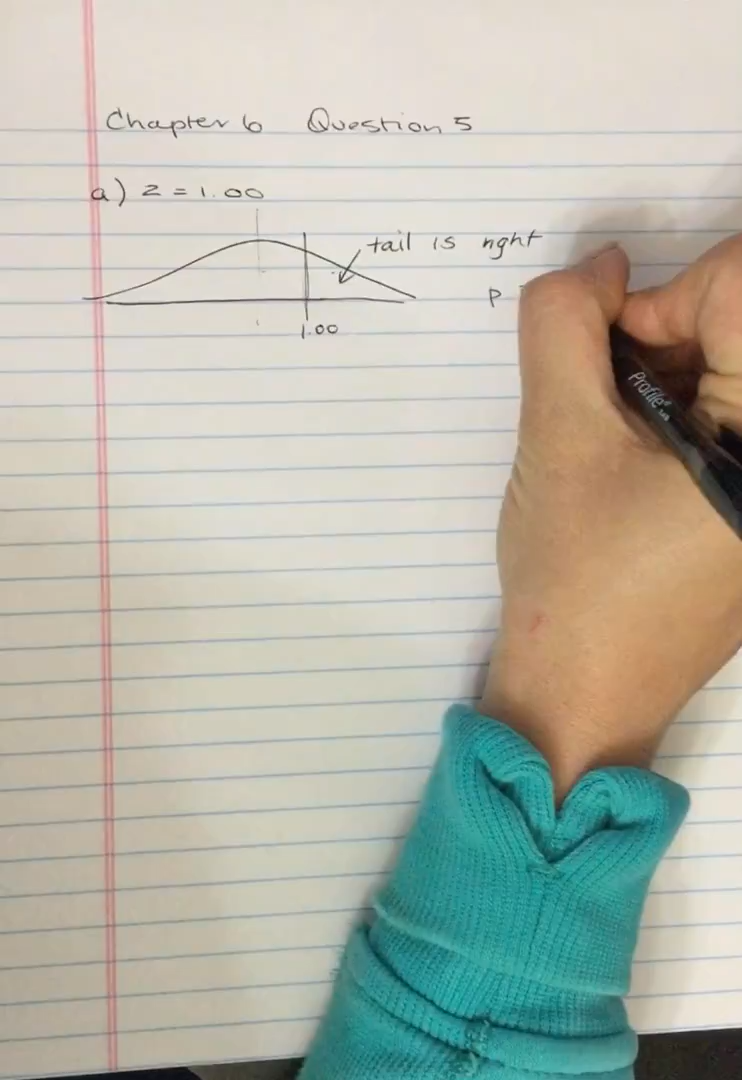 Chapter 6 Question 5
a) z = 1.00
tail is right
p
1.00
Profile